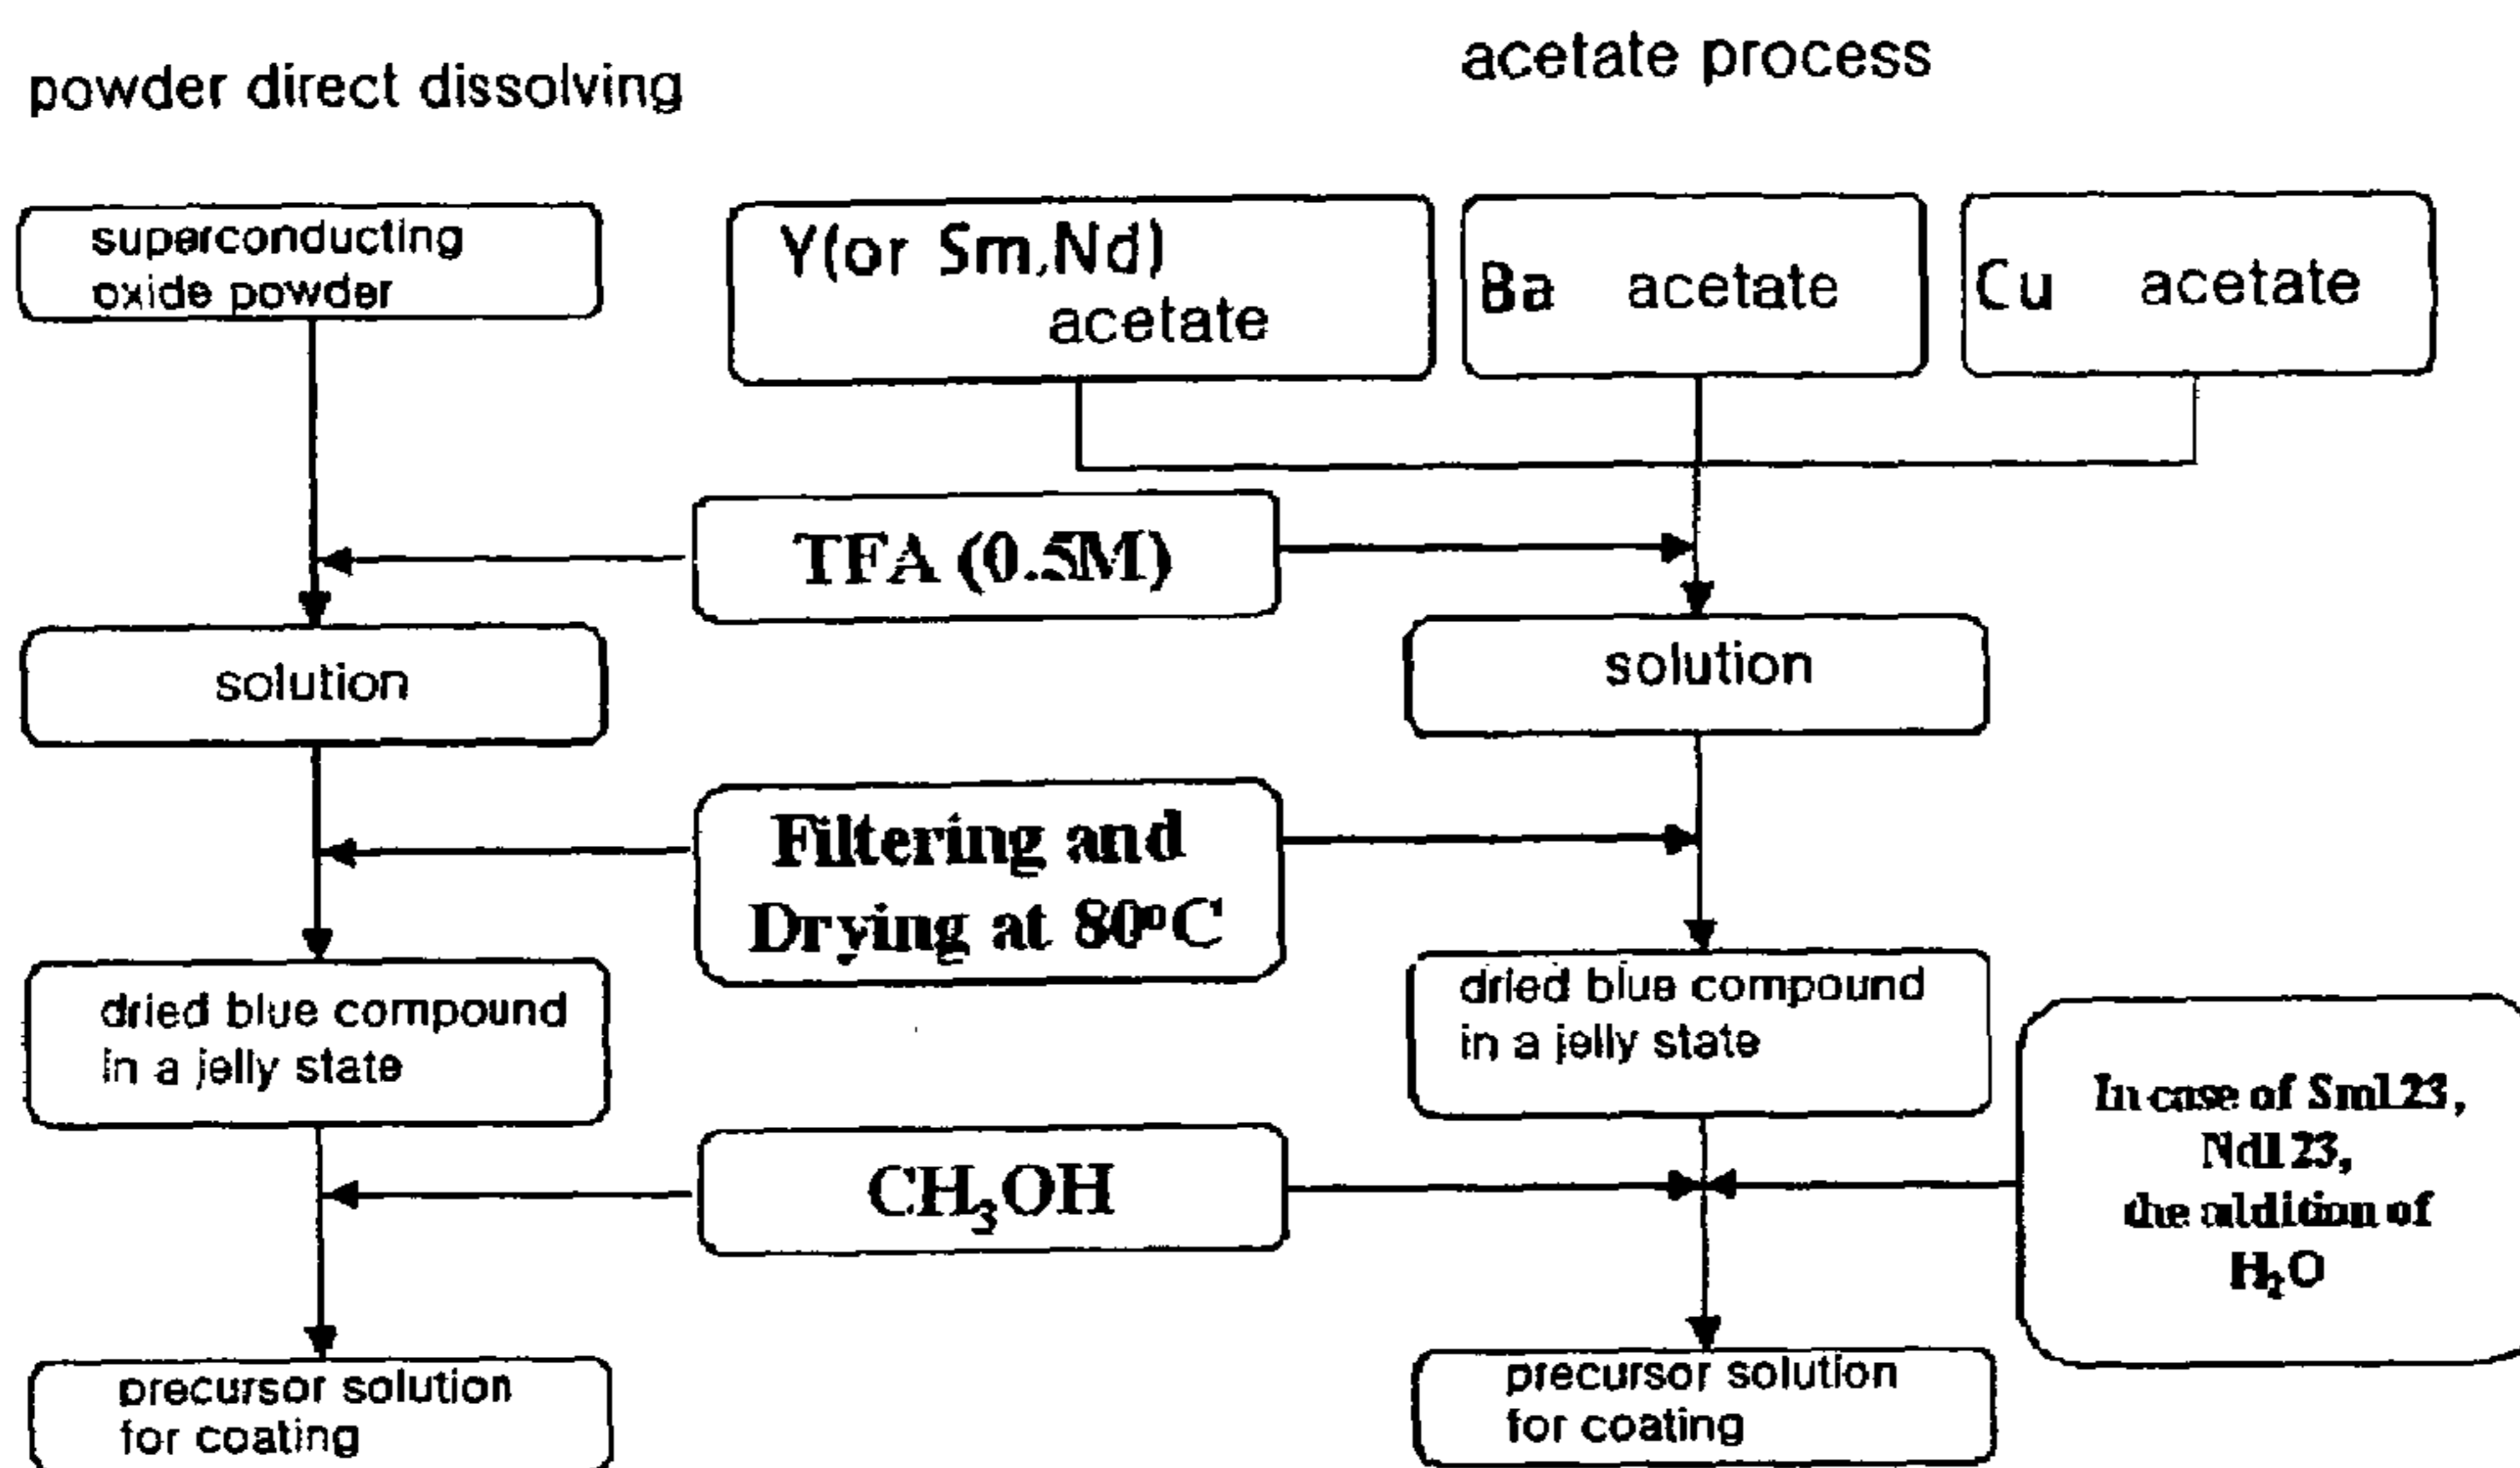 powder direct dissolving
acetate process
superconducting
oxide powder
Y(or Sm,Nd)
acetate
Ba acetate
Cu acetate
TFA (0.5M)
solution
solution
Filtering and
Drying at 80ºC
dried blue compound
in a jelly state
dried blue compound
in a jelly state
In case of Sm123,
Nd123,
the addition of
H₂O
CH₃OH
precursor solution
for coating
precursor solution
for coating